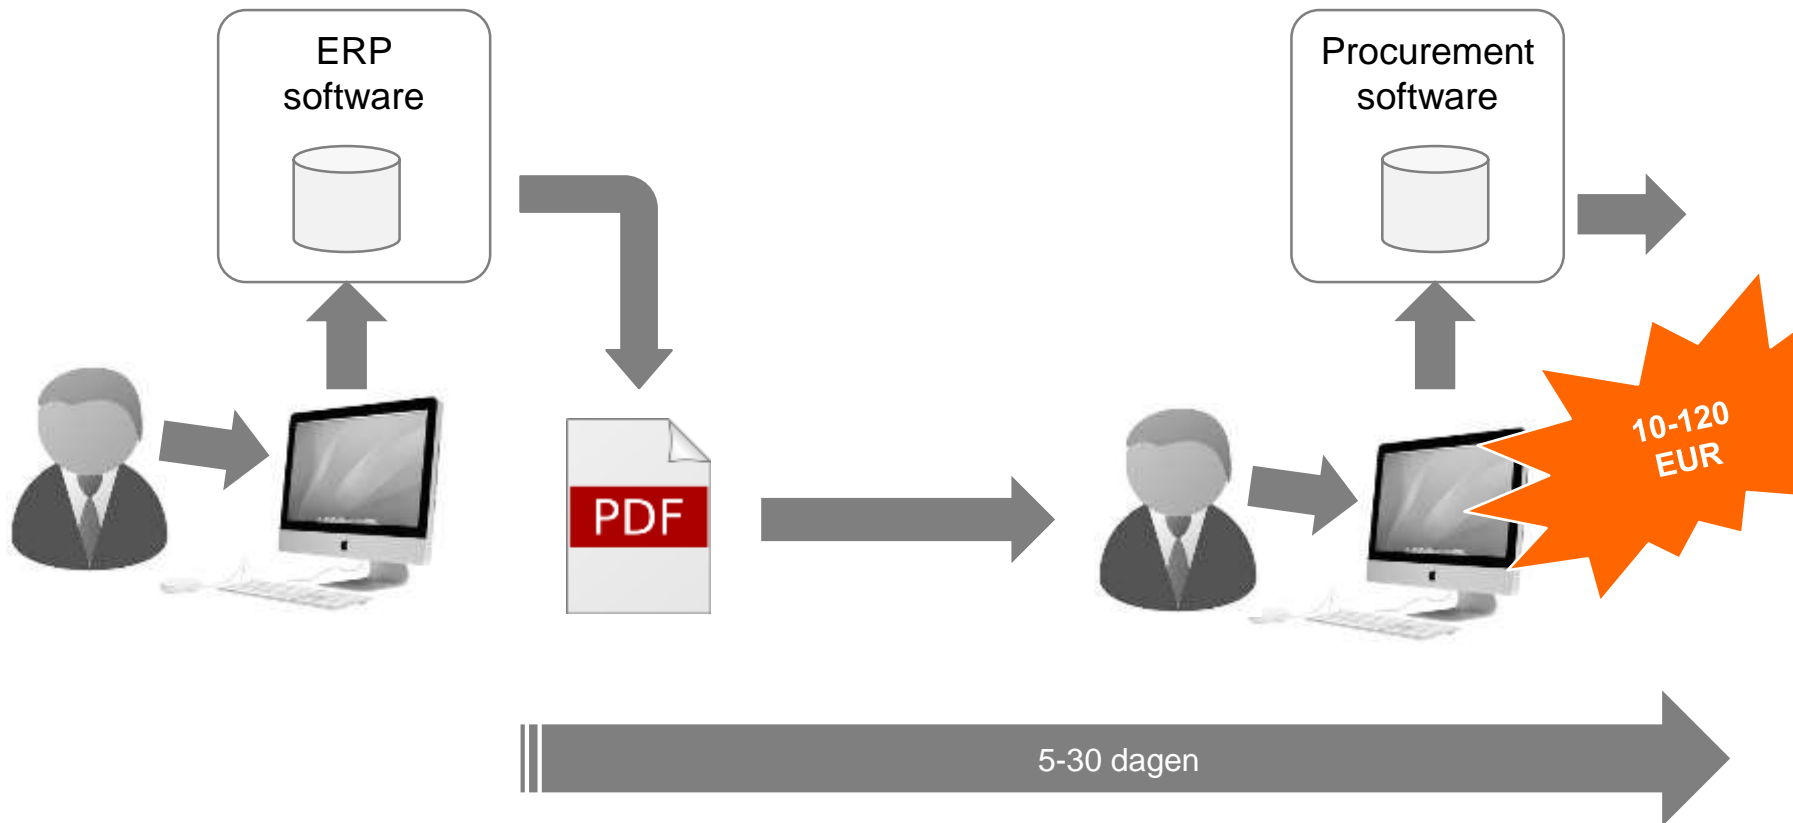 ERP
software
Procurement
software
10-120
EUR
PDF
5-30 dagen